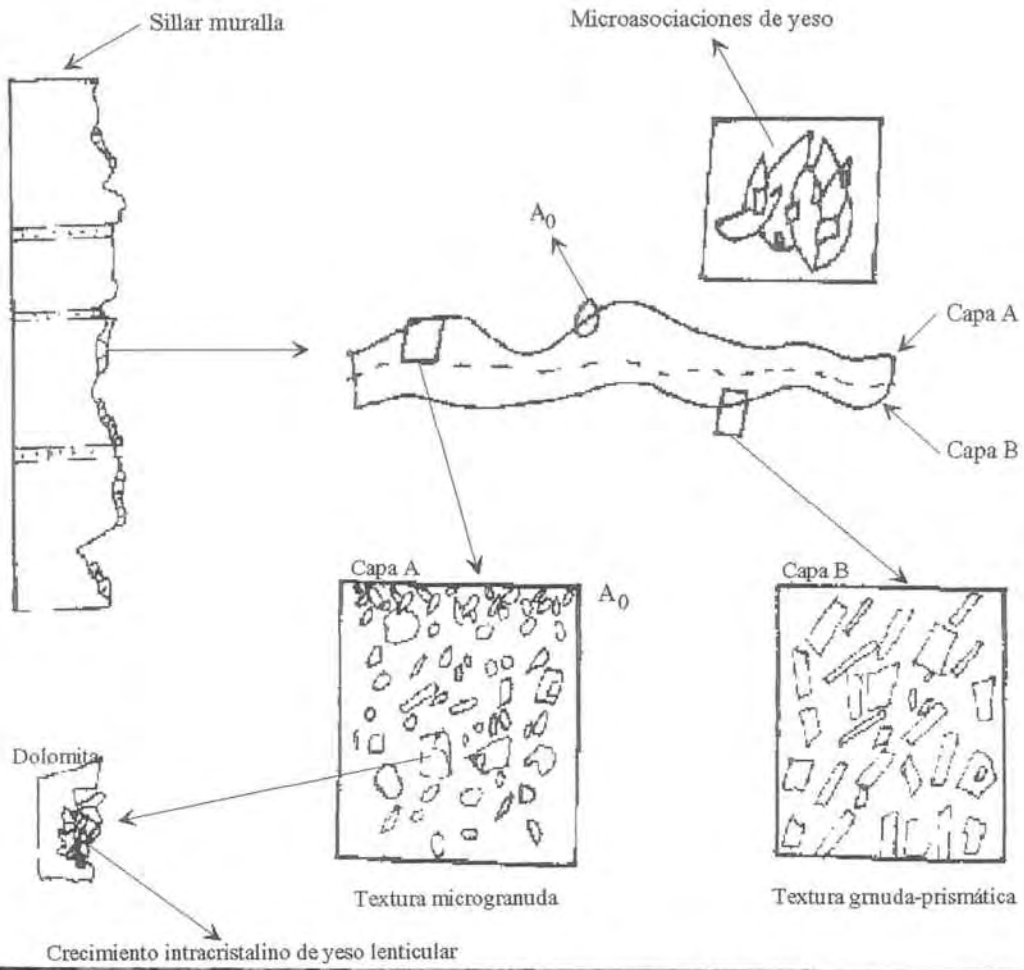 Sillar muralla
Microasociaciones de yeso
A₀
Capa A
Capa B
Capa A
A₀
Capa B
Dolomita
Textura microgranuda
Textura grnuda-prismática
Crecimiento intracristalino de yeso lenticular